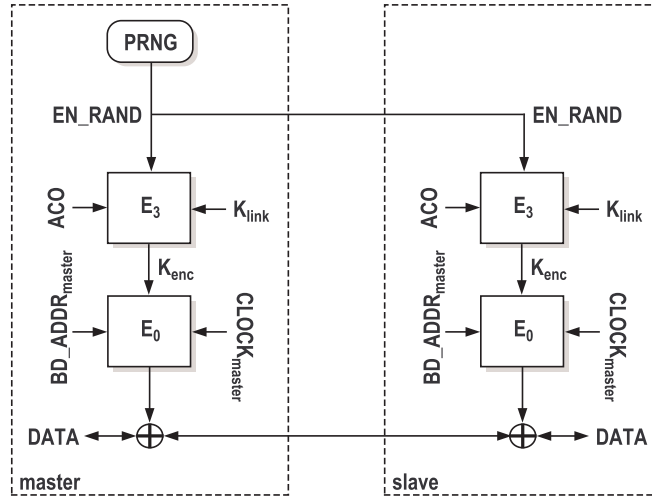 PRNG
EN_RAND
EN_RAND
ACO
E3
Klink
ACO
E3
Klink
Kenc
Kenc
BD_ADDRmaster
E0
CLOCKmaster
BD_ADDRmaster
E0
CLOCKmaster
DATA
DATA
master
slave